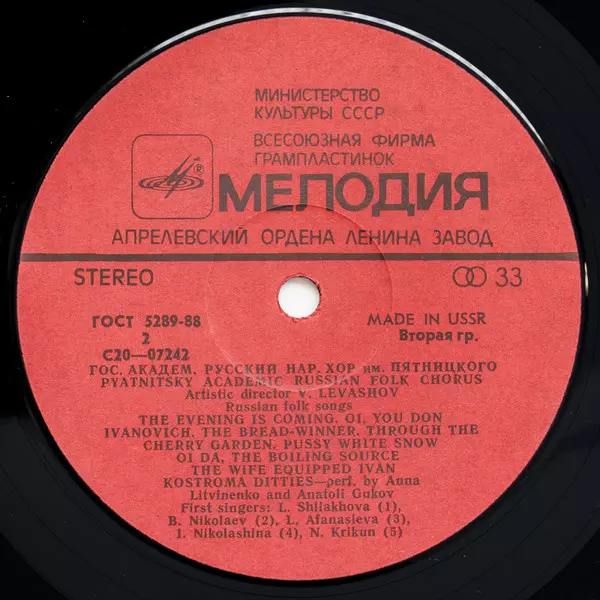 МИНИСТЕРСТВО
КУЛЬТУРЫ СССР
ВСЕСОЮЗНАЯ ФИРМА
ГРАМПЛАСТИНОК
®
МЕЛОДИЯ
АПРЕЛЕВСКИЙ ОРДЕНА ЛЕНИНА ЗАВОД
STEREO
33
ГОСТ 5289-88
MADE IN USSR
2
Вторая гр.
С20—07242
ГОС. АКАДЕМ. РУССКИЙ НАР. ХОР им. ПЯТНИЦКОГО
PYATNITSKY ACADEMIC RUSSIAN FOLK CHORUS
Artistic director V. LEVASHOV
Russian folk songs
THE EVENING IS COMING, OI, YOU DON
IVANOVICH, THE BREAD-WINNER, THROUGH THE
CHERRY GARDEN, PUSSY WHITE SNOW
OI DA, THE BOILING SOURCE
THE WIFE EQUIPPED IVAN
KOSTROMA DITTIES—perf. by Anna
Litvinenko and Anatoli Gukov
First singers: L. Shliakhova (1),
B. Nikolaev (2), L. Afanasieva (3),
I. Nikolashina (4), N. Krikun (5)